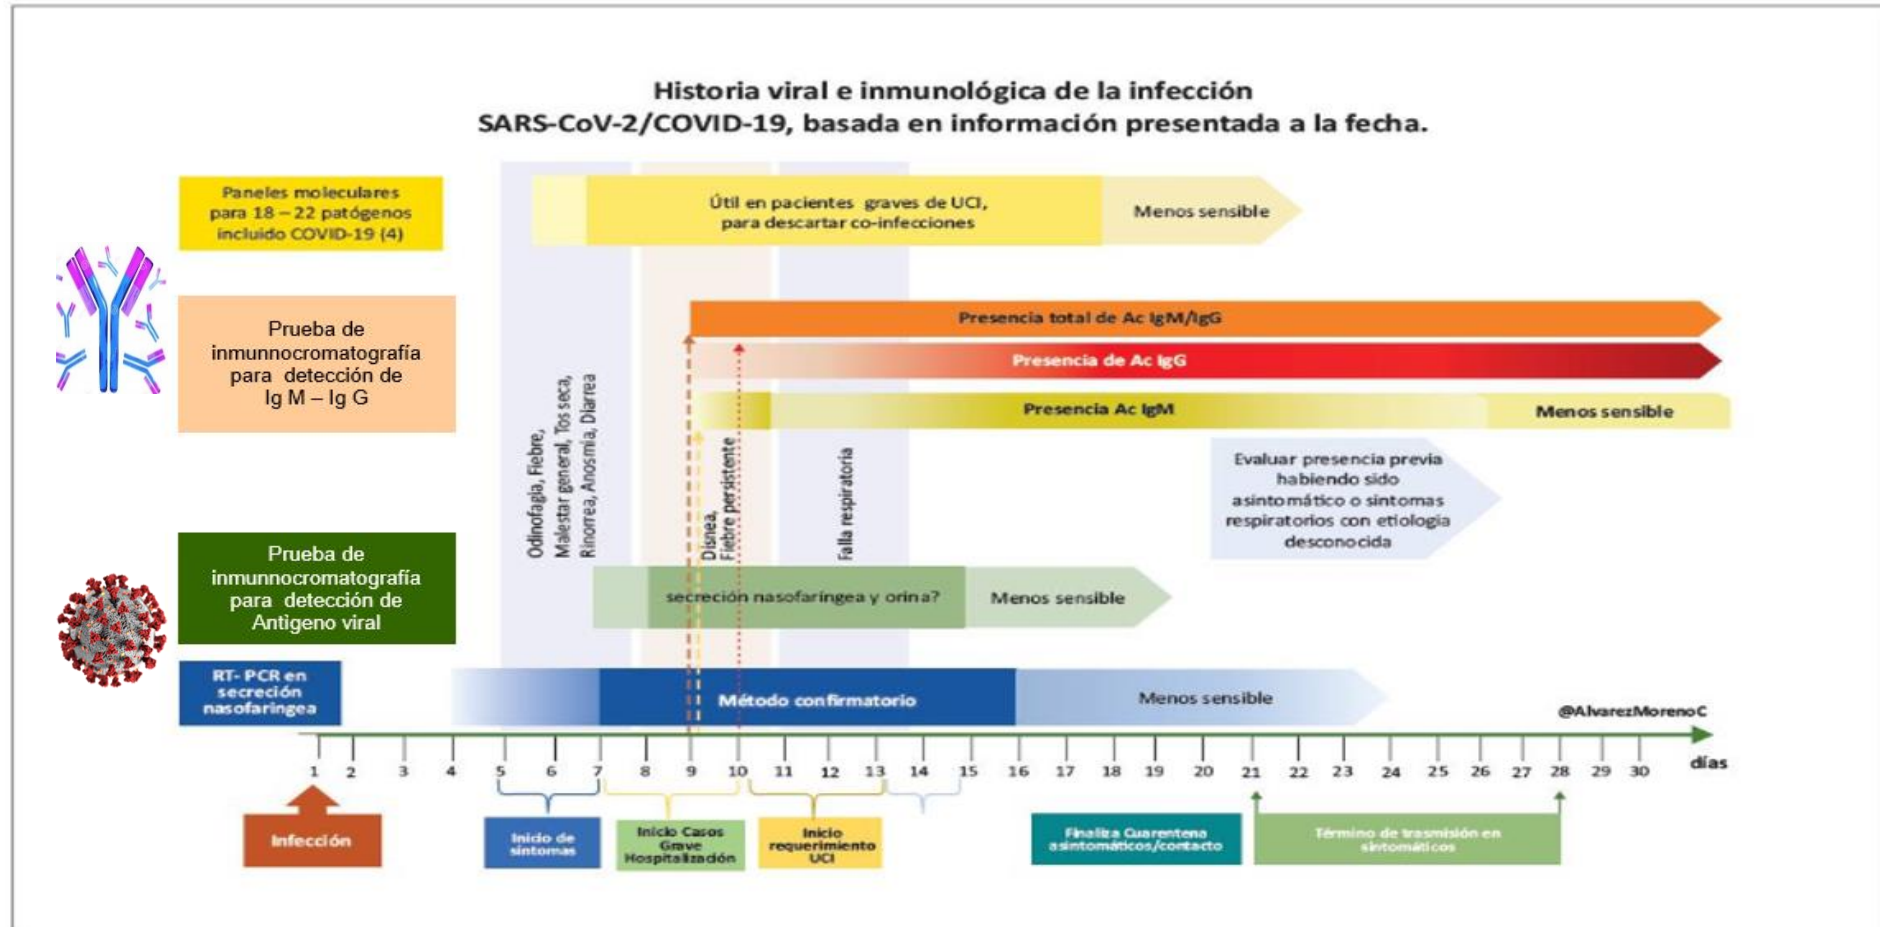 Historia viral e inmunológica de la infección
SARS-CoV-2/COVID-19, basada en información presentada a la fecha.
Paneles moleculares
para 18 – 22 patógenos
incluido COVID-19 (4)
Útil en pacientes graves de UCI,
para descartar co-infecciones
Menos sensible
Prueba de
inmunnocromatografía
para detección de
Ig M – Ig G
Presencia total de Ac IgM/IgG
Presencia de Ac IgG
Presencia Ac IgM
Menos sensible
Odinofagia, Fiebre,
Malestar general, Tos seca,
Rinorrea, Anosmia, Diarrea
Disnea,
Fiebre persistente
Falla respiratoria
Evaluar presencia previa
habiendo sido
asintomático o sintomas
respiratorios con etiologia
desconocida
Prueba de
inmunnocromatografía
para detección de
Antigeno viral
secreción nasofaríngea y orina?
Menos sensible
RT- PCR en
secreción
nasofaringea
Método confirmatorio
Menos sensible
@AlvarezMorenoC
1 2 3 4 5 6 7 8 9 10 11 12 13 14 15 16 17 18 19 20 21 22 23 24 25 26 27 28 29 30 días
Infección
Inicio de
sintomas
Inicio Casos
Grave
Hospitalización
Inicio
requerimiento
UCI
Finaliza Cuarentena
asintomáticos/contacto
Término de trasmisión en
sintomáticos